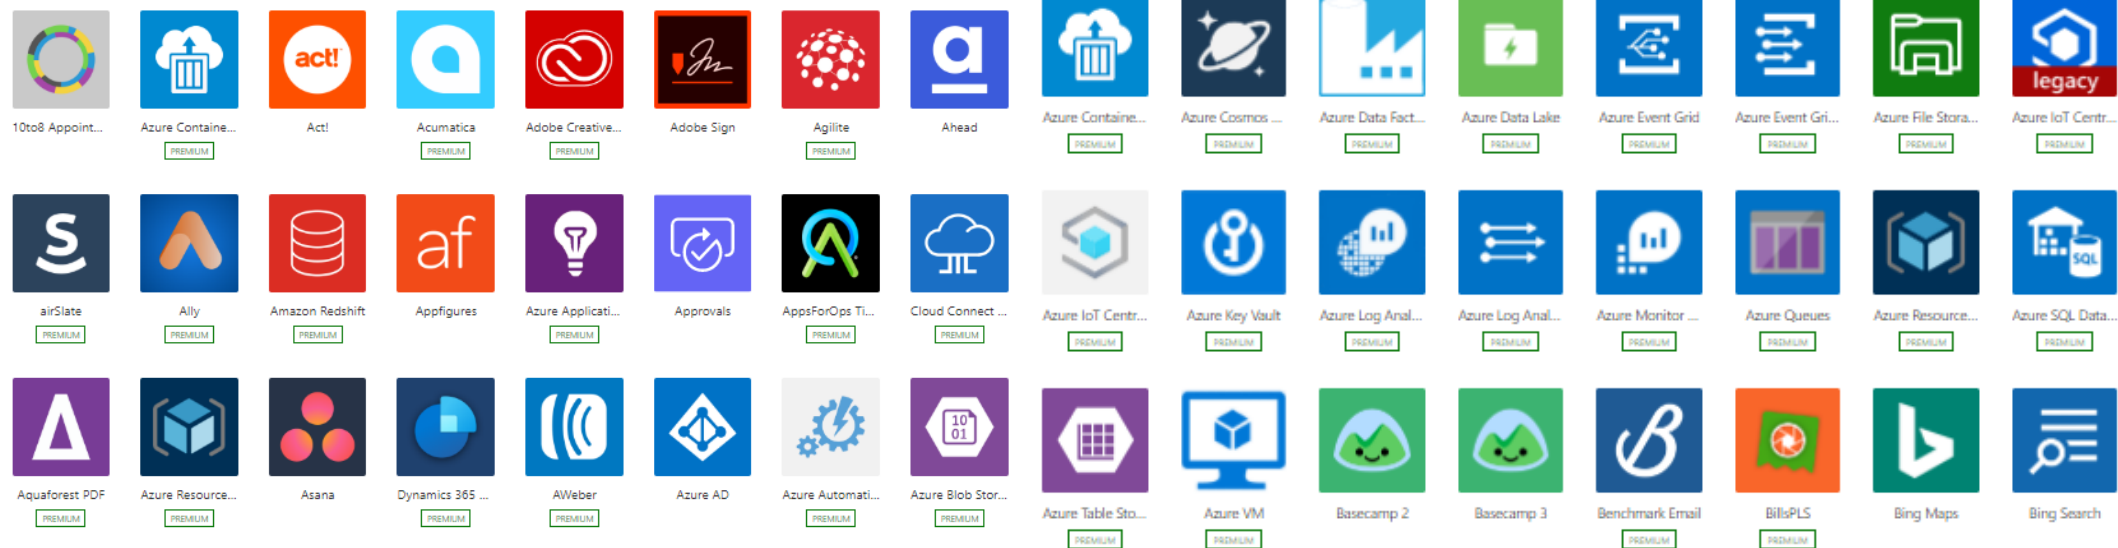 act! a
10to8 Appoint... Azure Containe... Act! Acumatica Adobe Creative... Adobe Sign Agilite Ahead
PREMIUM PREMIUM PREMIUM PREMIUM
S af
airSlate Ally Amazon Redshift Appfigures Azure Applicati... Approvals AppsForOps Ti... Cloud Connect ...
PREMIUM PREMIUM PREMIUM PREMIUM PREMIUM PREMIUM
10
01
Aquaforest PDF Azure Resource... Asana Dynamics 365 ... AWeber Azure AD Azure Automati... Azure Blob Stor...
PREMIUM PREMIUM PREMIUM PREMIUM PREMIUM PREMIUM
legacy
Azure Containe... Azure Cosmos ... Azure Data Fact... Azure Data Lake Azure Event Grid Azure Event Gri... Azure File Stora... Azure IoT Centr...
PREMIUM PREMIUM PREMIUM PREMIUM PREMIUM PREMIUM PREMIUM PREMIUM
SQL
Azure IoT Centr... Azure Key Vault Azure Log Anal... Azure Log Anal... Azure Monitor ... Azure Queues Azure Resource... Azure SQL Data...
PREMIUM PREMIUM PREMIUM PREMIUM PREMIUM PREMIUM PREMIUM PREMIUM
B b
Azure Table Sto... Azure VM Basecamp 2 Basecamp 3 Benchmark Email BillsPLS Bing Maps Bing Search
PREMIUM PREMIUM PREMIUM PREMIUM